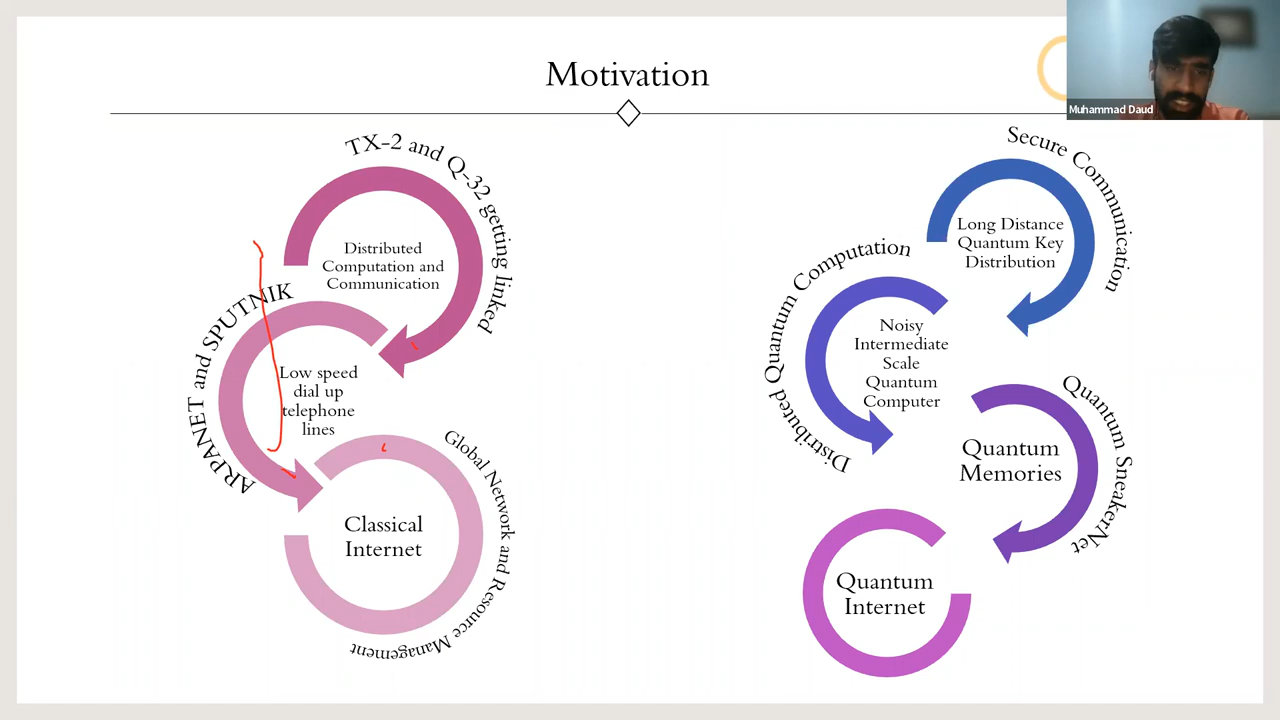 Motivation
Muhammad Daud
TX-2 and Q-32 getting linked
Distributed
Computation and
Communication
ARPANET and SPUTNIK
Low speed
dial up
telephone
lines
Global Network and Resource Management
Classical
Internet
Secure Communication
Long Distance
Quantum Key
Distribution
Distributed Quantum Computation
Noisy
Intermediate
Scale
Quantum
Computer
Quantum SneakerNet
Quantum
Memories
Quantum
Internet